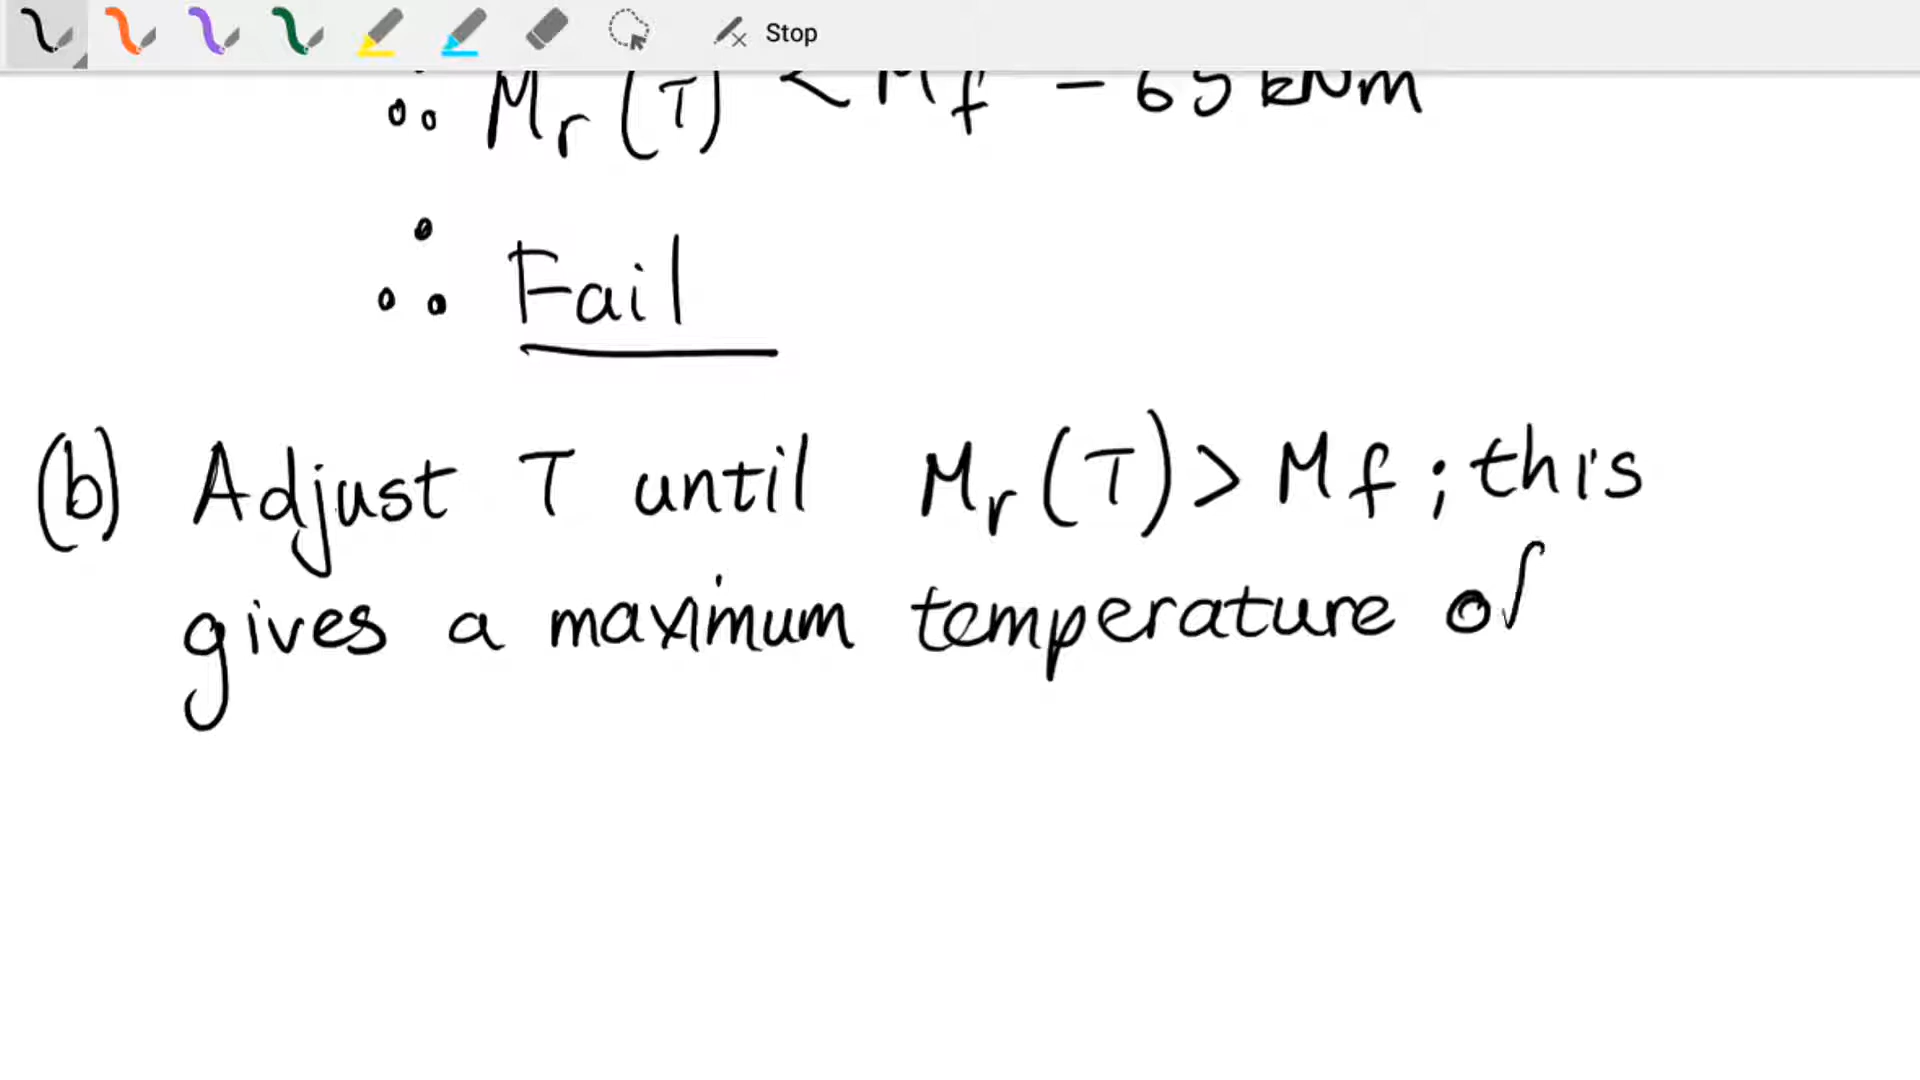 Stop
∴ Mr (T) < Mf = 65 kNm
∴ Fail
(b) Adjust T until Mr (T) > Mf ; this
gives a maximum temperature of